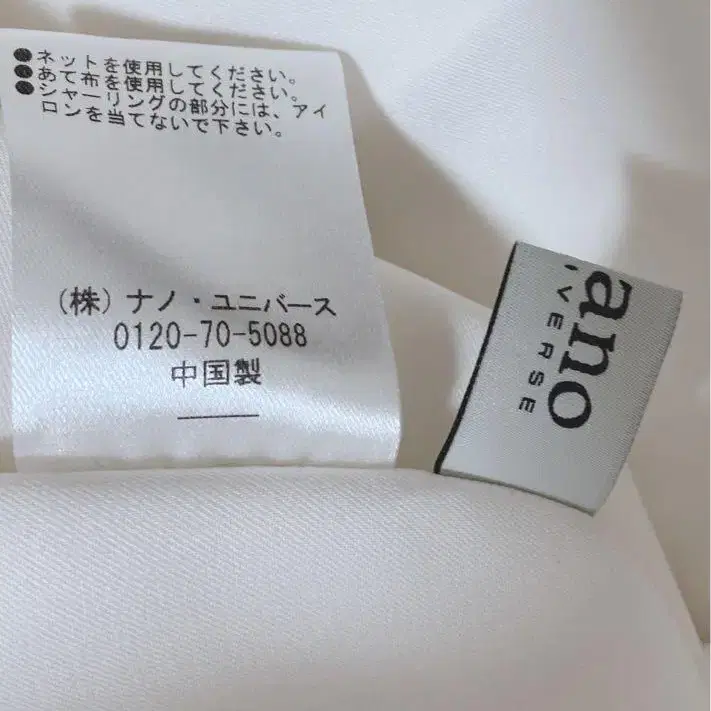 ●ネットを使用してください。
●あて布を使用してください。
●シャーリングの部分には、アイ
ロンを当てないで下さい。
(株)ナノ・ユニバース
0120-70-5088
中国製
ano
VERSE